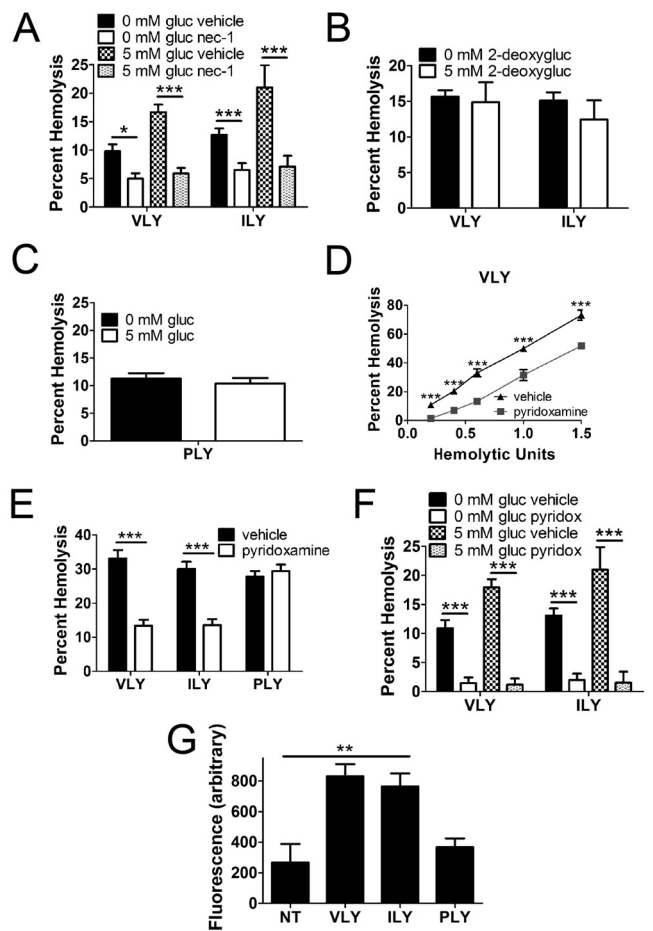 A
0 mM gluc vehicle
0 mM gluc nec-1
5 mM gluc vehicle
5 mM gluc nec-1
Percent Hemolysis
25
20
15
10
5
0
*
***
***
***
VLY
ILY
B
0 mM 2-deoxygluc
5 mM 2-deoxygluc
Percent Hemolysis
20
15
10
5
0
VLY
ILY
C
0 mM gluc
5 mM gluc
Percent Hemolysis
25
20
15
10
5
0
PLY
D
VLY
Percent Hemolysis
80
60
40
20
0
***
***
***
***
***
vehicle
pyridoxamine
0.0
0.5
1.0
1.5
Hemolytic Units
E
vehicle
pyridoxamine
Percent Hemolysis
40
30
20
10
0
***
***
VLY
ILY
PLY
F
0 mM gluc vehicle
0 mM gluc pyridox
5 mM gluc vehicle
5 mM gluc pyridox
Percent Hemolysis
25
20
15
10
5
0
***
***
***
***
VLY
ILY
G
Fluorescence (arbitrary)
800
600
400
200
0
**
NT
VLY
ILY
PLY